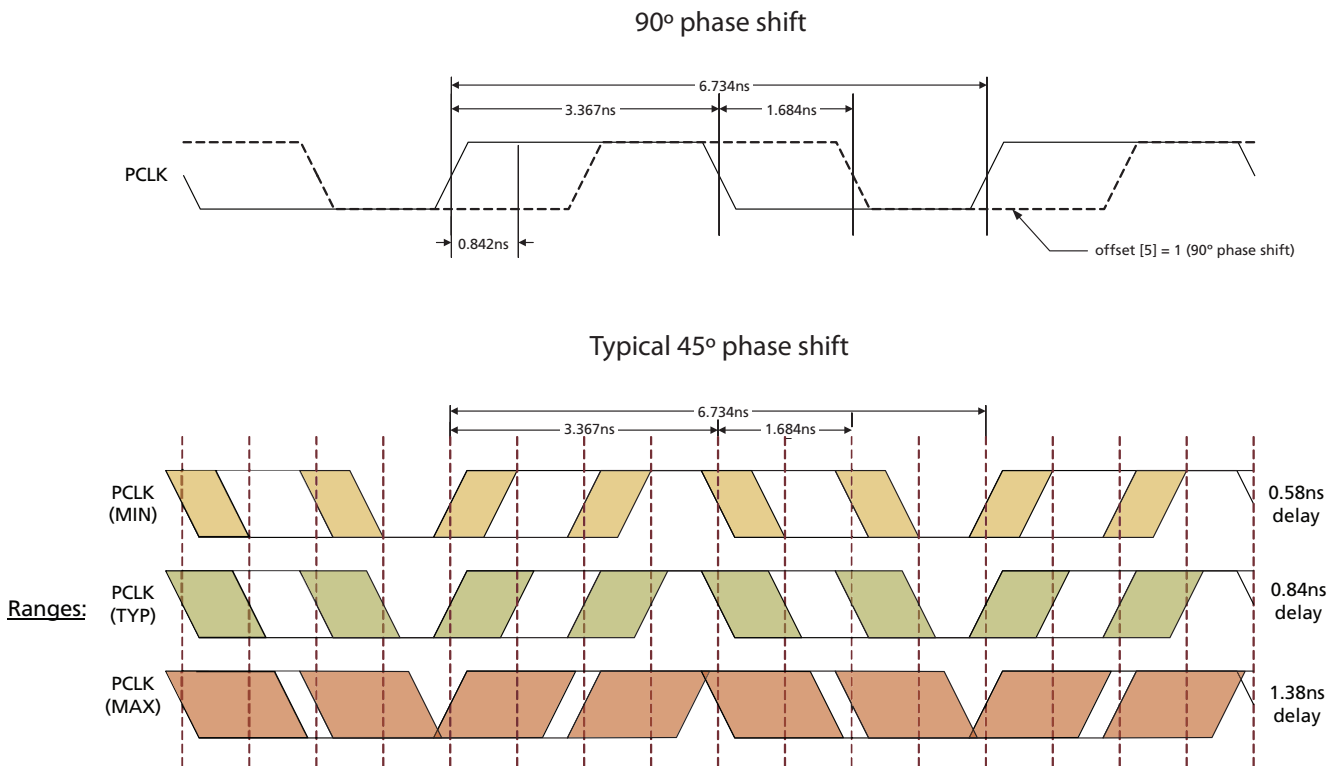 90º phase shift
6.734ns
3.367ns
1.684ns
PCLK
0.842ns
offset [5] = 1 (90º phase shift)
Typical 45º phase shift
6.734ns
3.367ns
1.684ns
PCLK
(MIN)
0.58ns
delay
Ranges:
PCLK
(TYP)
0.84ns
delay
PCLK
(MAX)
1.38ns
delay